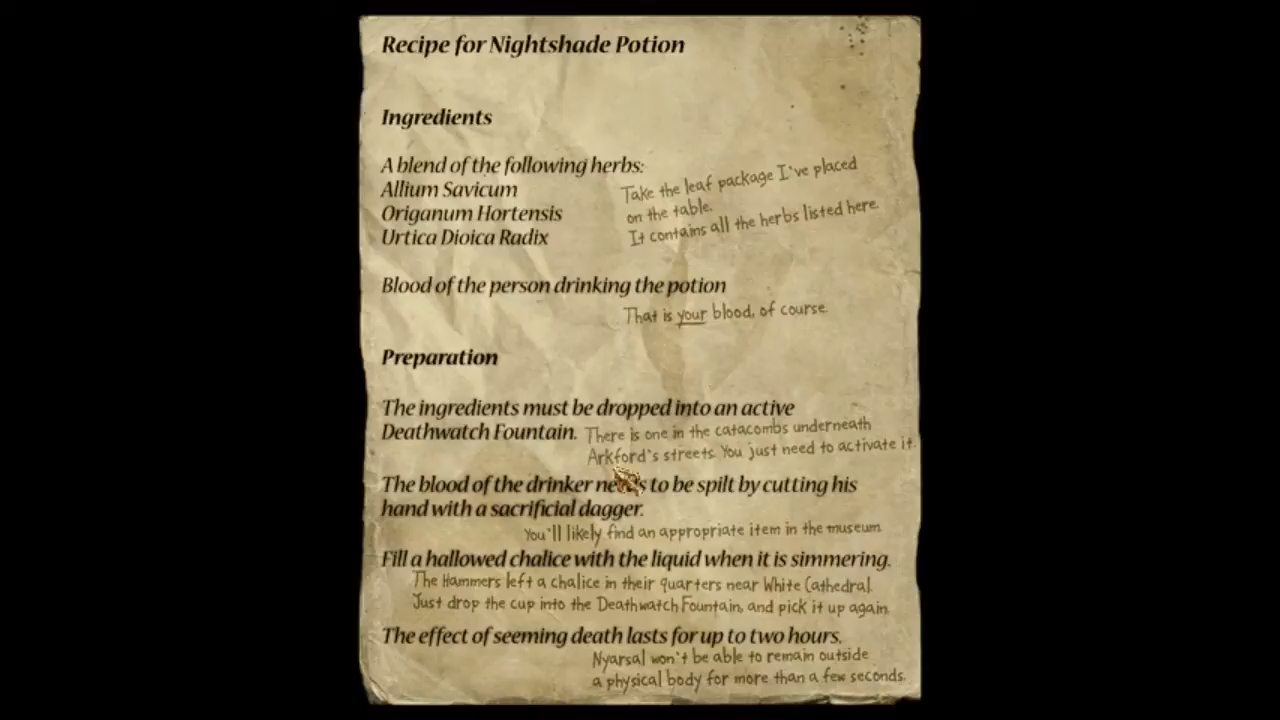 Recipe for Nightshade Potion
Ingredients
A blend of the following herbs:
Allium Savicum
Origanum Hortensis
Urtica Dioica Radix
Take the leaf package I've placed
on the table.
It contains all the herbs listed here.
Blood of the person drinking the potion
That is your blood, of course.
Preparation
The ingredients must be dropped into an active
Deathwatch Fountain.
There is one in the catacombs underneath
Arkford's streets. You just need to activate it.
The blood of the drinker needs to be spilt by cutting his
hand with a sacrificial dagger.
You'll likely find an appropriate item in the museum.
Fill a hallowed chalice with the liquid when it is simmering.
The Hammers left a chalice in their quarters near White Cathedral.
Just drop the cup into the Deathwatch Fountain, and pick it up again.
The effect of seeming death lasts for up to two hours.
Nyarsal won't be able to remain outside
a physical body for more than a few seconds.